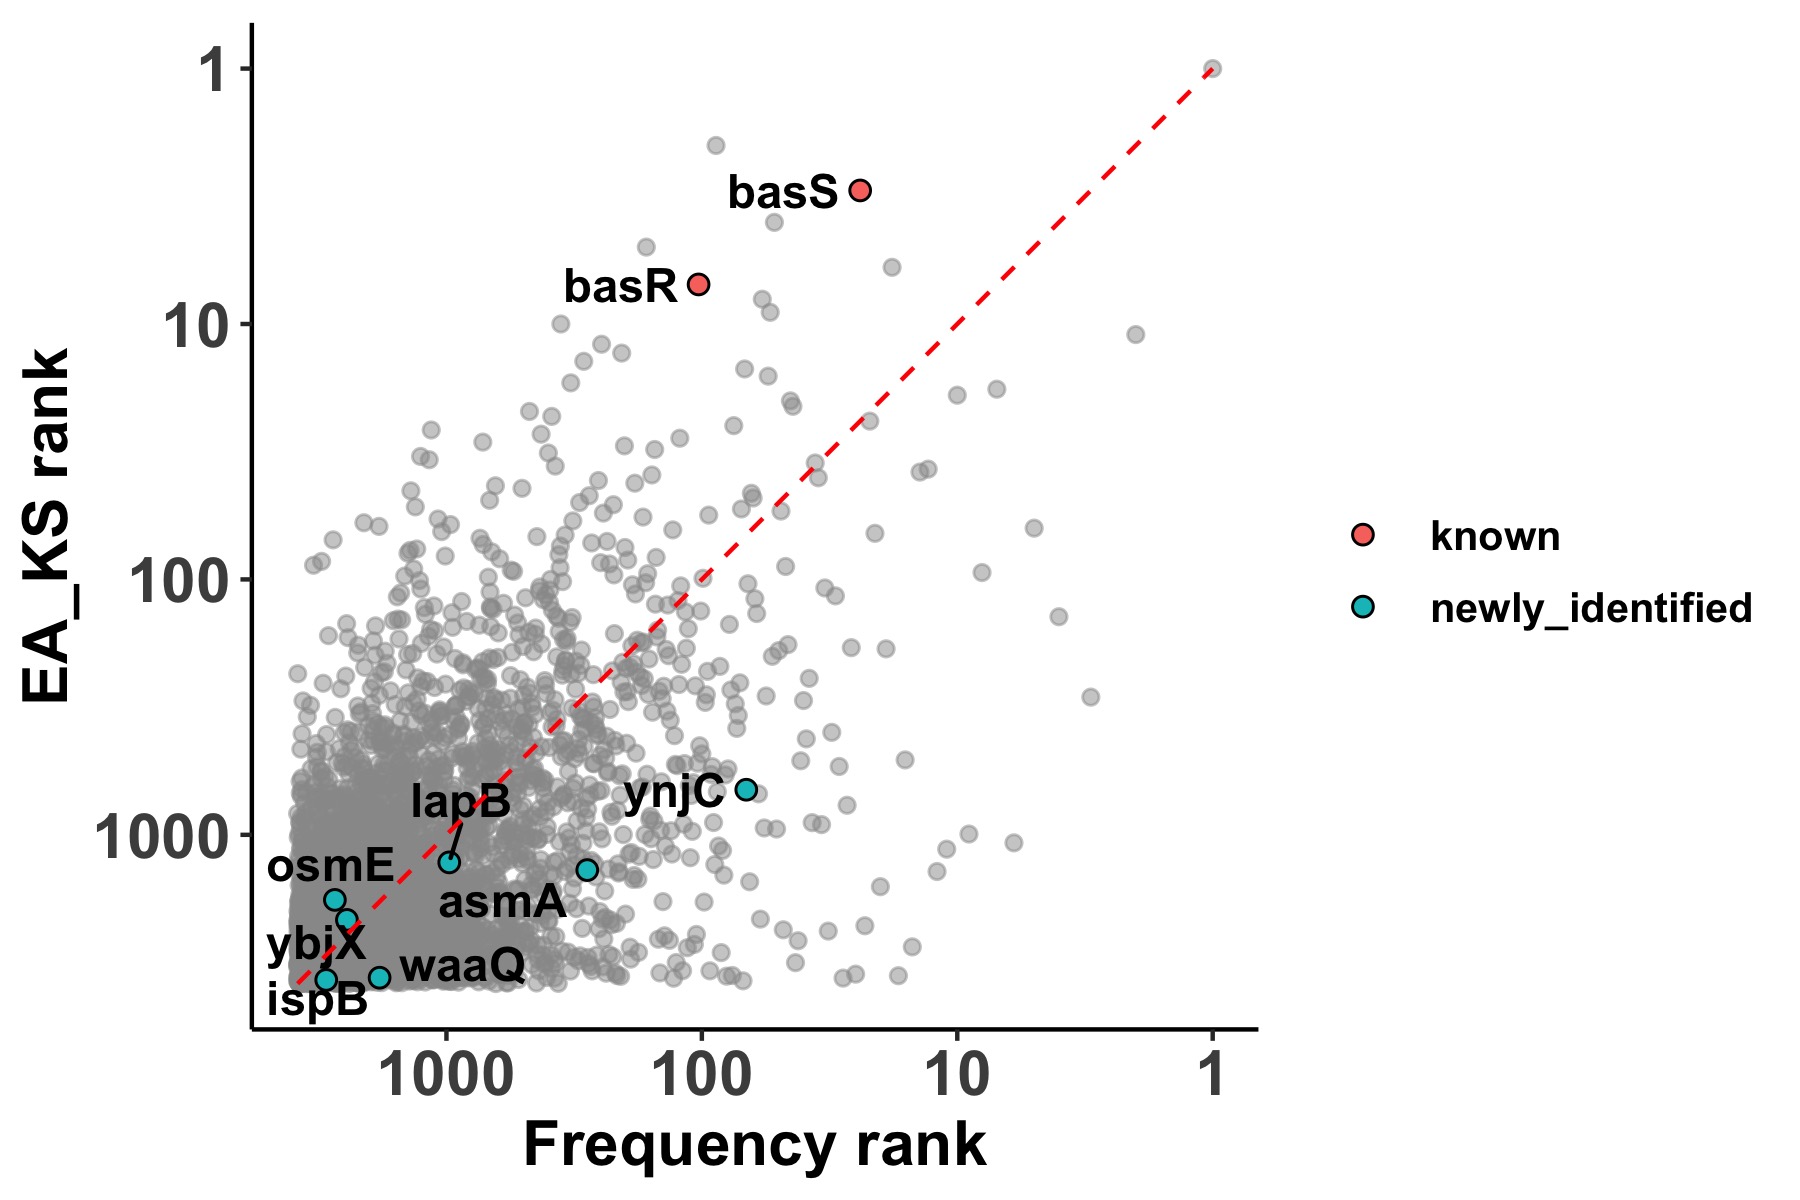 1
10
100
1000
EA_KS rank
basS
basR
lapB
ynjC
osmE
asmA
ybjX
waaQ
ispB
known
newly_identified
1000 100 10 1
Frequency rank